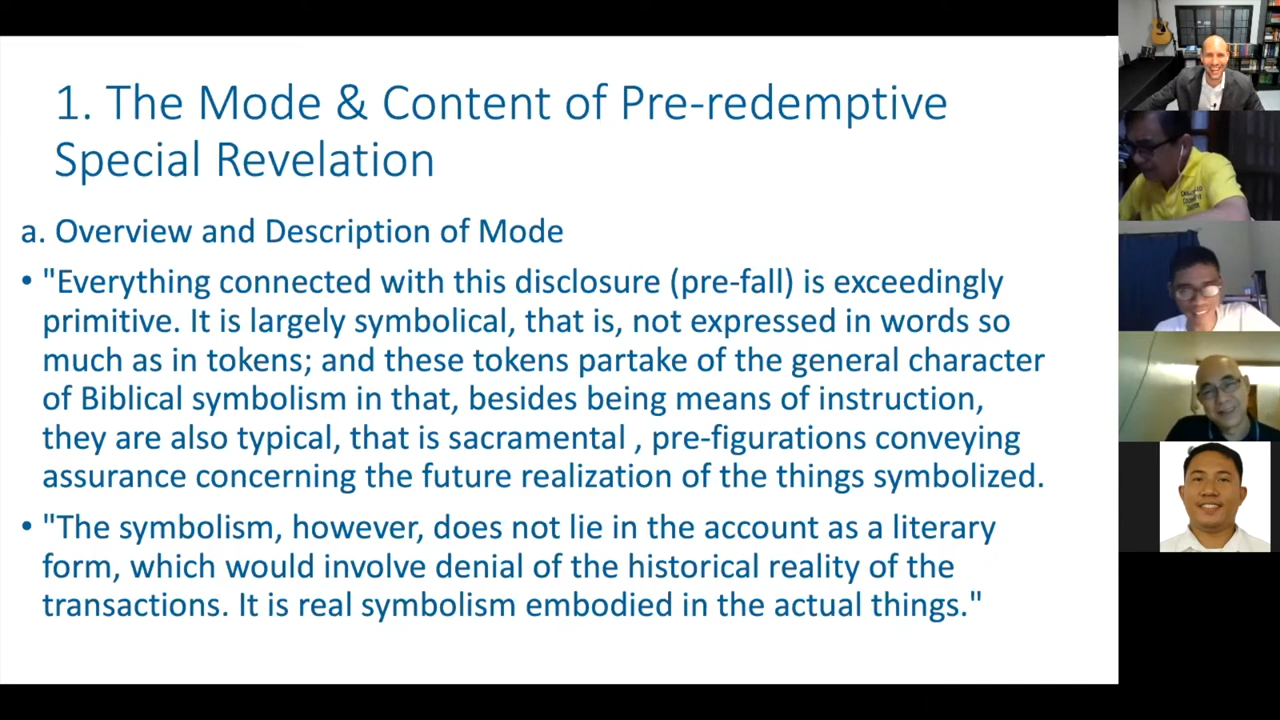 1. The Mode & Content of Pre-redemptive
Special Revelation
a. Overview and Description of Mode
• "Everything connected with this disclosure (pre-fall) is exceedingly
primitive. It is largely symbolical, that is, not expressed in words so
much as in tokens; and these tokens partake of the general character
of Biblical symbolism in that, besides being means of instruction,
they are also typical, that is sacramental , pre-figurations conveying
assurance concerning the future realization of the things symbolized.
• "The symbolism, however, does not lie in the account as a literary
form, which would involve denial of the historical reality of the
transactions. It is real symbolism embodied in the actual things."